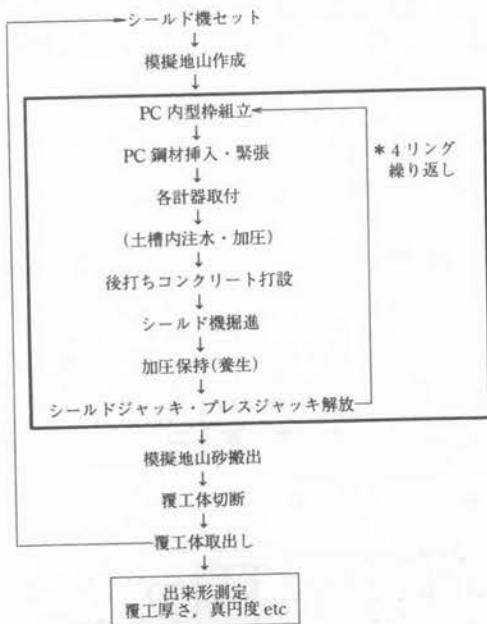 シールド機セット
↓
模擬地山作成
↓
PC 内型枠組立
↓
PC 鋼材挿入・緊張
↓
各計器取付
↓
(土槽内注水・加圧)
↓
後打ちコンクリート打設
↓
シールド機掘進
↓
加圧保持(養生)
↓
シールドジャッキ・プレスジャッキ解放
＊4リング
繰り返し
↓
模擬地山砂搬出
↓
覆工体切断
↓
覆工体取出し
↓
出来形測定
覆工厚さ，真円度 etc